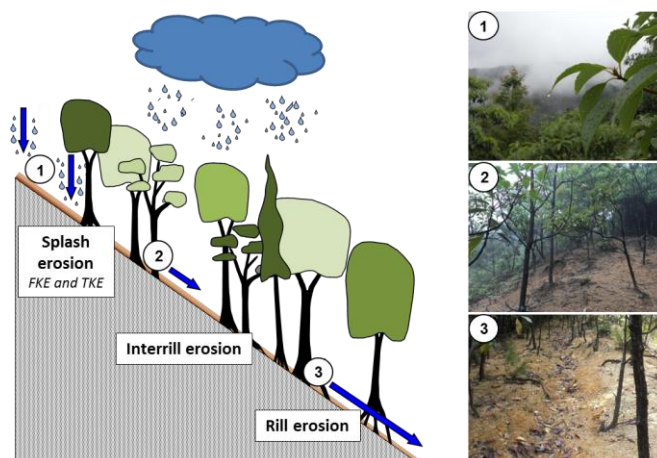 1
Splash
erosion
FKE and TKE
2
Interrill erosion
3
Rill erosion
1
2
3